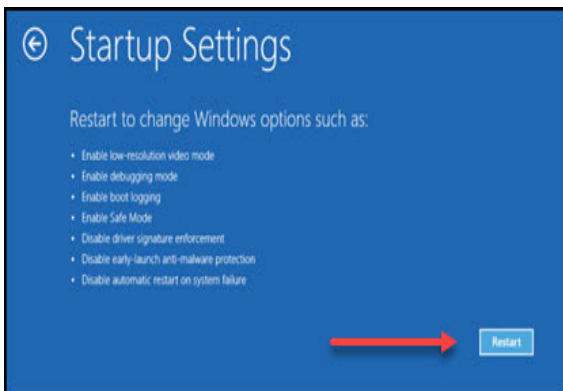 Startup Settings
Restart to change Windows options such as:
• Enable low-resolution video mode
• Enable debugging mode
• Enable boot logging
• Enable Safe Mode
• Disable driver signature enforcement
• Disable early-launch anti-malware protection
• Disable automatic restart on system failure
Restart